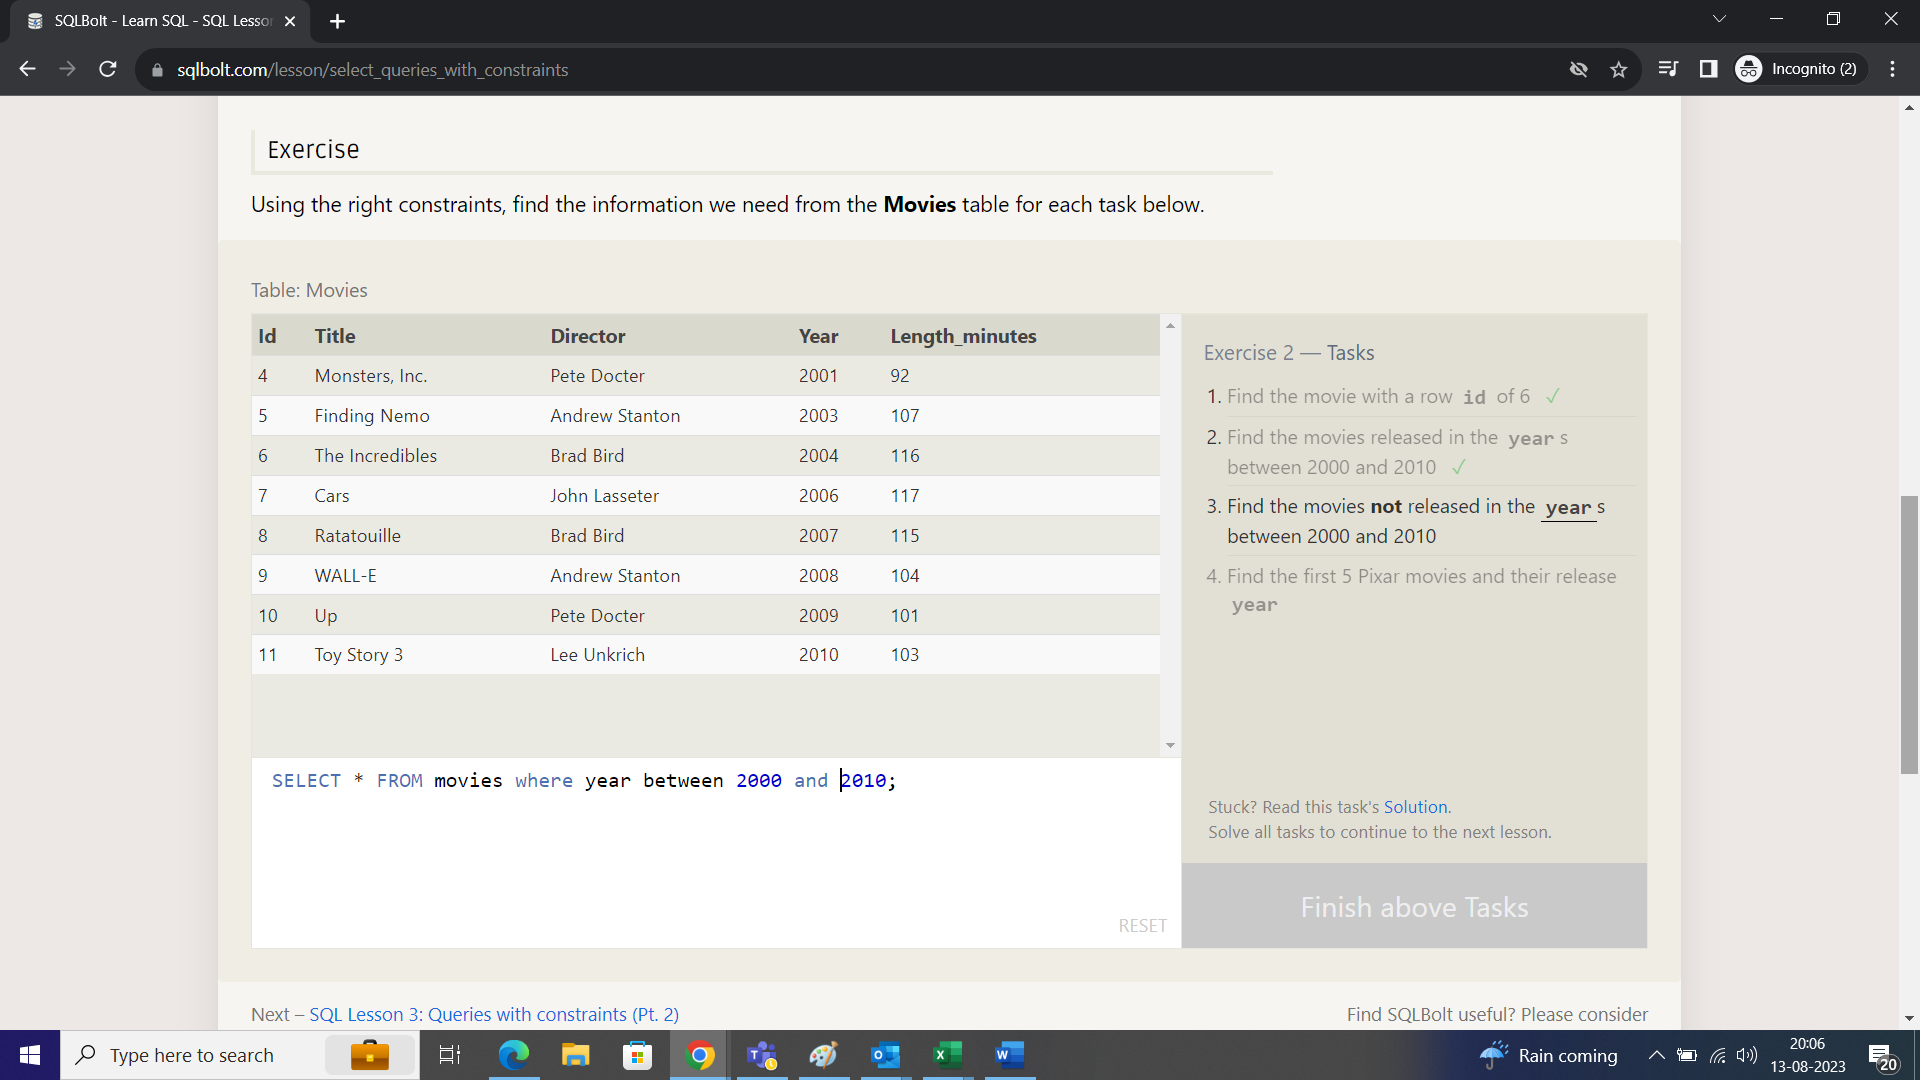 SQLBolt - Learn SQL - SQL Lesso
sqlbolt.com/lesson/select_queries_with_constraints
Incognito (2)
Exercise
Using the right constraints, find the information we need from the Movies table for each task below.
Table: Movies
Id Title Director Year Length_minutes
4 Monsters, Inc. Pete Docter 2001 92
5 Finding Nemo Andrew Stanton 2003 107
6 The Incredibles Brad Bird 2004 116
7 Cars John Lasseter 2006 117
8 Ratatouille Brad Bird 2007 115
9 WALL-E Andrew Stanton 2008 104
10 Up Pete Docter 2009 101
11 Toy Story 3 Lee Unkrich 2010 103
SELECT * FROM movies where year between 2000 and 2010;
RESET
Exercise 2 — Tasks
1. Find the movie with a row id of 6 ✓
2. Find the movies released in the year s
between 2000 and 2010 ✓
3. Find the movies not released in the year s
between 2000 and 2010
4. Find the first 5 Pixar movies and their release
year
Stuck? Read this task's Solution.
Solve all tasks to continue to the next lesson.
Finish above Tasks
Next – SQL Lesson 3: Queries with constraints (Pt. 2)
Find SQLBolt useful? Please consider
Type here to search
Rain coming
20:06
13-08-2023
20